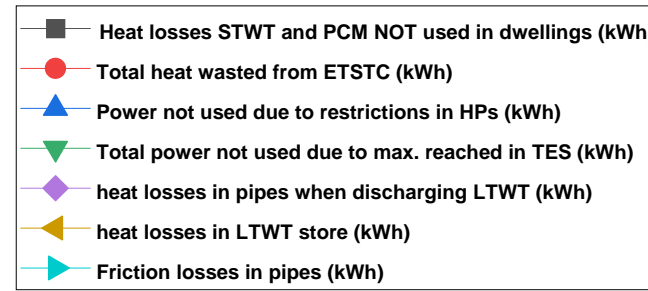 Heat losses STWT and PCM NOT used in dwellings (kWh
Total heat wasted from ETSTC (kWh)
Power not used due to restrictions in HPs (kWh)
Total power not used due to max. reached in TES (kWh)
heat losses in pipes when discharging LTWT (kWh)
heat losses in LTWT store (kWh)
Friction losses in pipes (kWh)